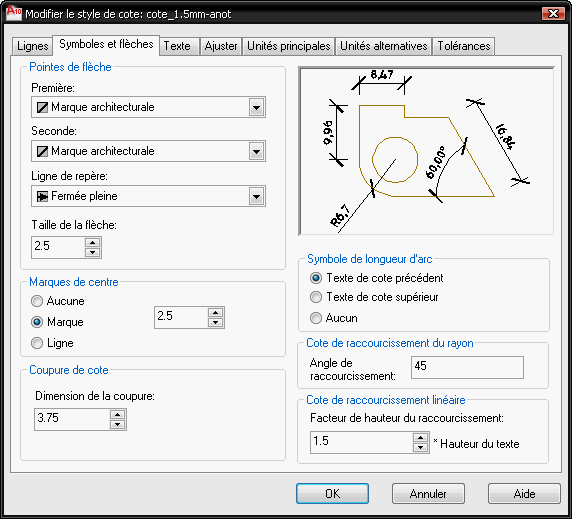 Modifier le style de cote: cote_1.5mm-anot
Lignes Symboles et flèches Texte Ajuster Unités principales Unités alternatives Tolérances
Pointes de flèche
Première:
Marque architecturale
Seconde:
Marque architecturale
Ligne de repère:
Fermée pleine
Taille de la flèche:
2.5
Marques de centre
Aucune
Marque
2.5
Ligne
Coupure de cote
Dimension de la coupure:
3.75
8,47
9,96
16,84
60,00°
R6,7
Symbole de longueur d'arc
Texte de cote précédent
Texte de cote supérieur
Aucun
Cote de raccourcissement du rayon
Angle de
raccourcissement:
45
Cote de raccourcissement linéaire
Facteur de hauteur du raccourcissement:
1.5 * Hauteur du texte
OK Annuler Aide